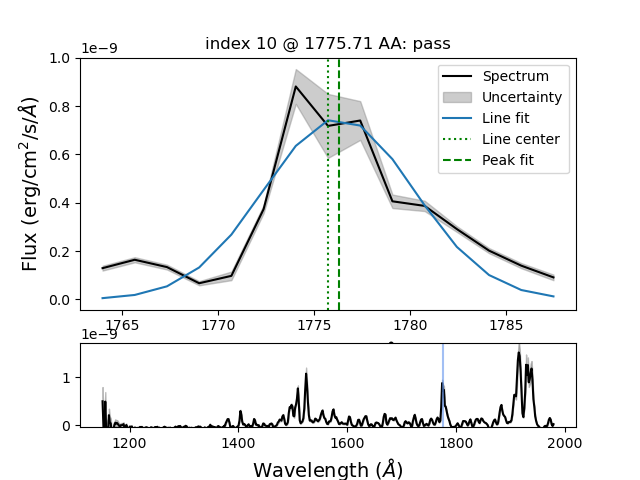 index 10 @ 1775.71 AA: pass
1e−9
1.0
0.8
0.6
0.4
0.2
0.0
Flux (erg/cm²/s/Å)
Spectrum
Uncertainty
Line fit
Line center
Peak fit
1765 1770 1775 1780 1785
1e−9
1
0
1200 1400 1600 1800 2000
Wavelength (Å)